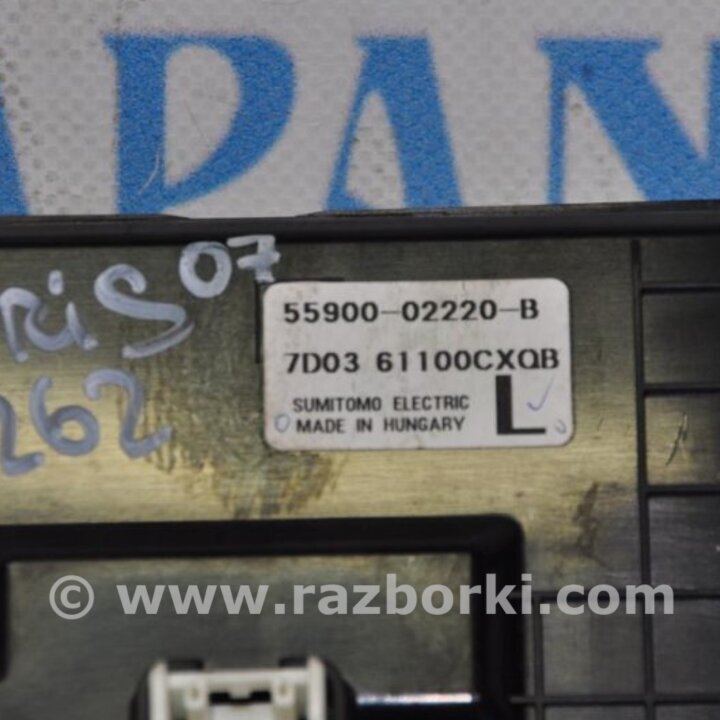 APAN
RiS 07
262
55900-02220-B
7D03 61100CXQB
SUMITOMO ELECTRIC
MADE IN HUNGARY
L
© www.razborki.com